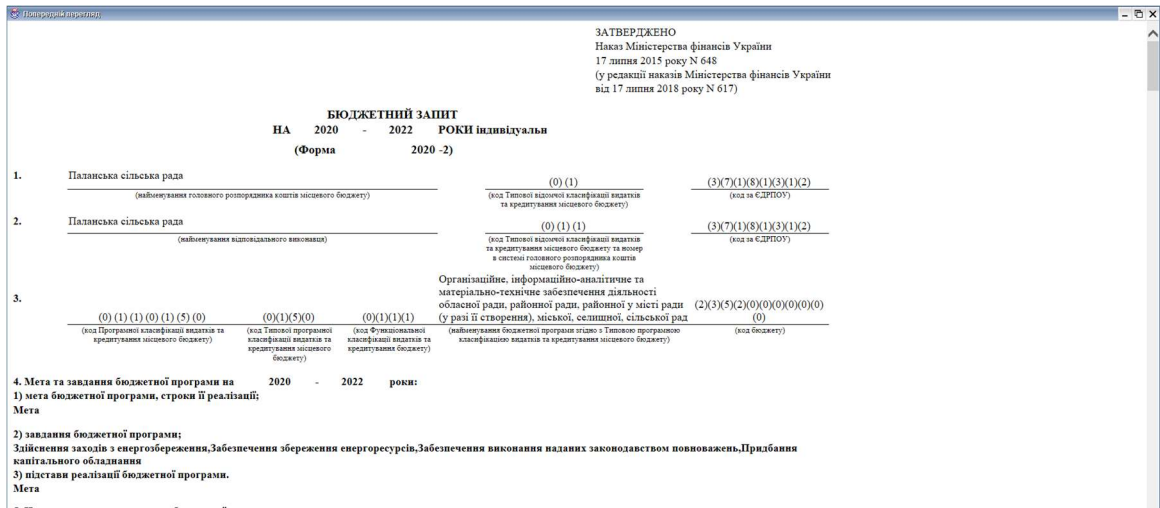 Попередній перегляд
ЗАТВЕРДЖЕНО
Наказ Міністерства фінансів України
17 липня 2015 року N 648
(у редакції наказів Міністерства фінансів України
від 17 липня 2018 року N 617)
БЮДЖЕТНИЙ ЗАПИТ
НА 2020 - 2022 РОКИ індивідуальн
(Форма 2020 -2)
1. Паланська сільська рада (0) (1) (3)(7)(1)(8)(1)(3)(1)(2)
(найменування головного розпорядника коштів місцевого бюджету) (код Типової відомчої класифікації видатків (код за ЄДРПОУ)
та кредитування місцевого бюджету)
2. Паланська сільська рада (0) (1) (1) (3)(7)(1)(8)(1)(3)(1)(2)
(найменування відповідального виконавця) (код Типової відомчої класифікації видатків (код за ЄДРПОУ)
та кредитування місцевого бюджету та номер
в системі головного розпорядника коштів
місцевого бюджету)
Організаційне, інформаційно-аналітичне та
матеріально-технічне забезпечення діяльності
3. обласної ради, районної ради, районної у місті ради (2)(3)(5)(2)(0)(0)(0)(0)(0)(0)
(0) (1) (1) (0) (1) (5) (0) (0)(1)(5)(0) (0)(1)(1)(1) (у разі її створення), міської, селищної, сільської рад (0)
(код Програмної класифікації видатків та (код Типової програмної (код Функціональної (найменування бюджетної програми згідно з Типовою програмною (код бюджету)
кредитування місцевого бюджету) класифікації видатків та класифікації видатків та класифікацією видатків та кредитування місцевого бюджету)
кредитування місцевого кредитування бюджету)
бюджету)
4. Мета та завдання бюджетної програми на 2020 - 2022 роки:
1) мета бюджетної програми, строки її реалізації;
Мета
2) завдання бюджетної програми;
Здійснення заходів з енергозбереження,Забезпечення збереження енергоресурсів,Забезпечення виконання наданих законодавством повноважень,Придбання
капітального обладнання
3) підстави реалізації бюджетної програми.
Мета